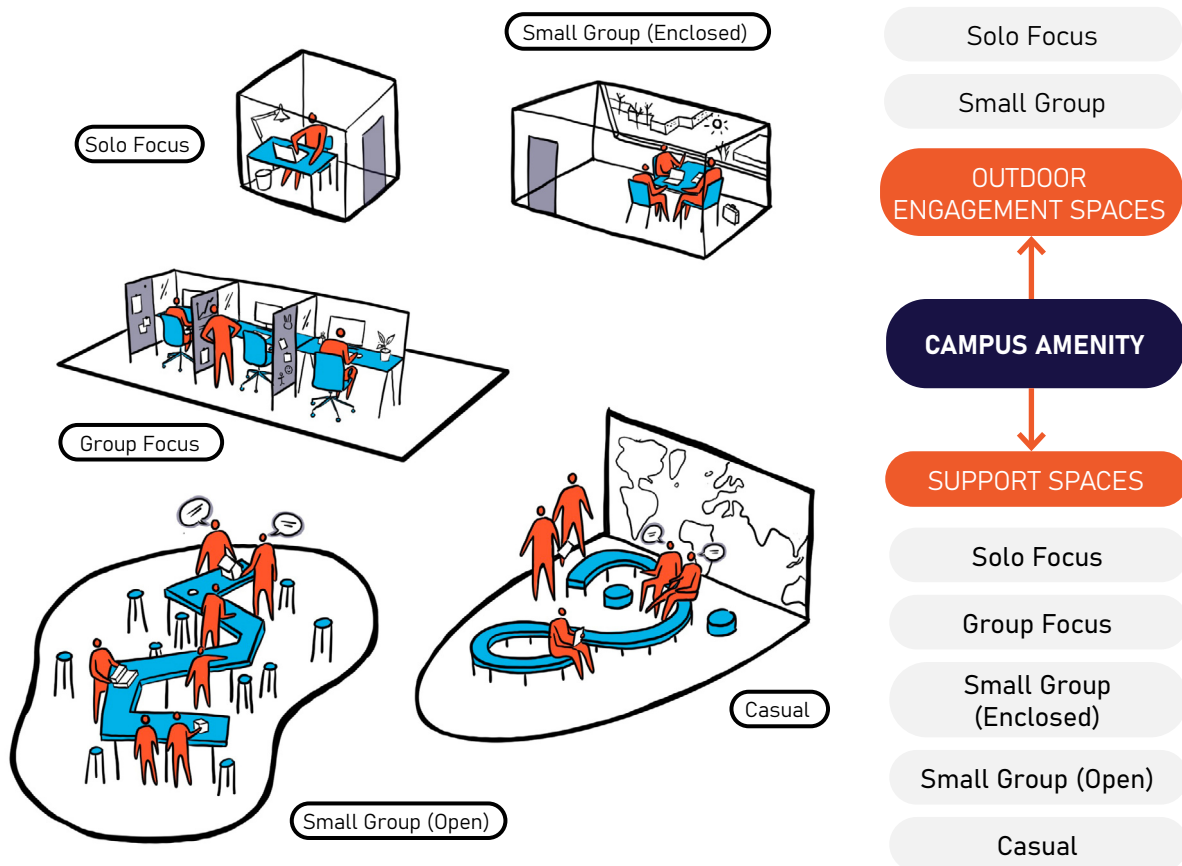 Small Group (Enclosed)
Solo Focus
Group Focus
Casual
Small Group (Open)
Solo Focus
Small Group
OUTDOOR
ENGAGEMENT SPACES
CAMPUS AMENITY
SUPPORT SPACES
Solo Focus
Group Focus
Small Group
(Enclosed)
Small Group (Open)
Casual